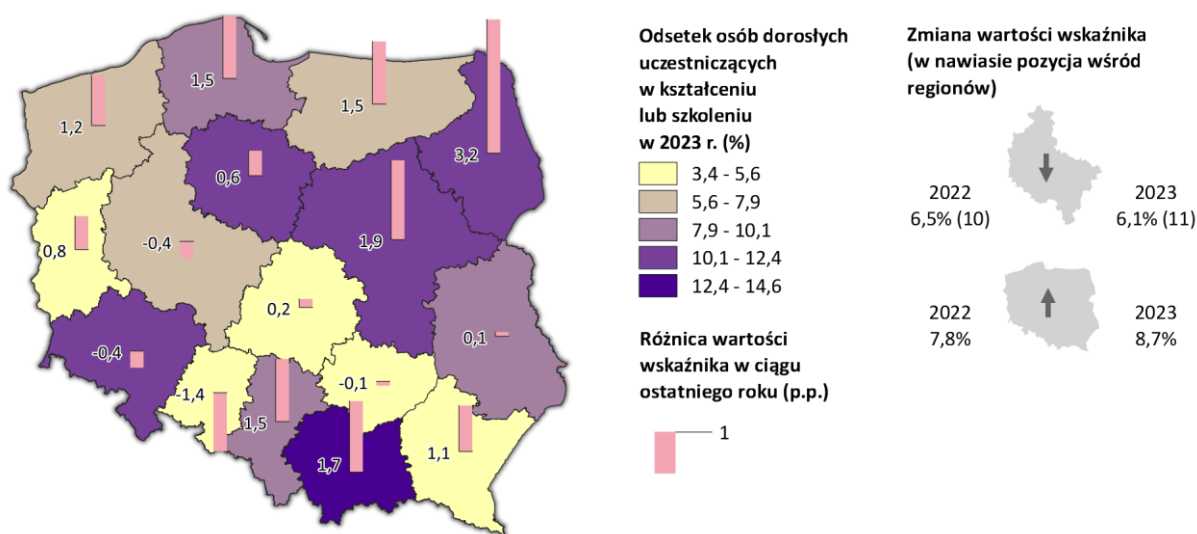 1,5
1,2
1,5
3,2
0,6
0,8
-0,4
1,9
0,2
0,1
-0,4
-1,4
-0,1
1,5
1,7
1,1
Odsetek osób dorosłych
uczestniczących
w kształceniu
lub szkoleniu
w 2023 r. (%)
3,4 - 5,6
5,6 - 7,9
7,9 - 10,1
10,1 - 12,4
12,4 - 14,6
Różnica wartości
wskaźnika w ciągu
ostatniego roku (p.p.)
1
Zmiana wartości wskaźnika
(w nawiasie pozycja wśród
regionów)
2022 2023
6,5% (10) 6,1% (11)
2022 2023
7,8% 8,7%